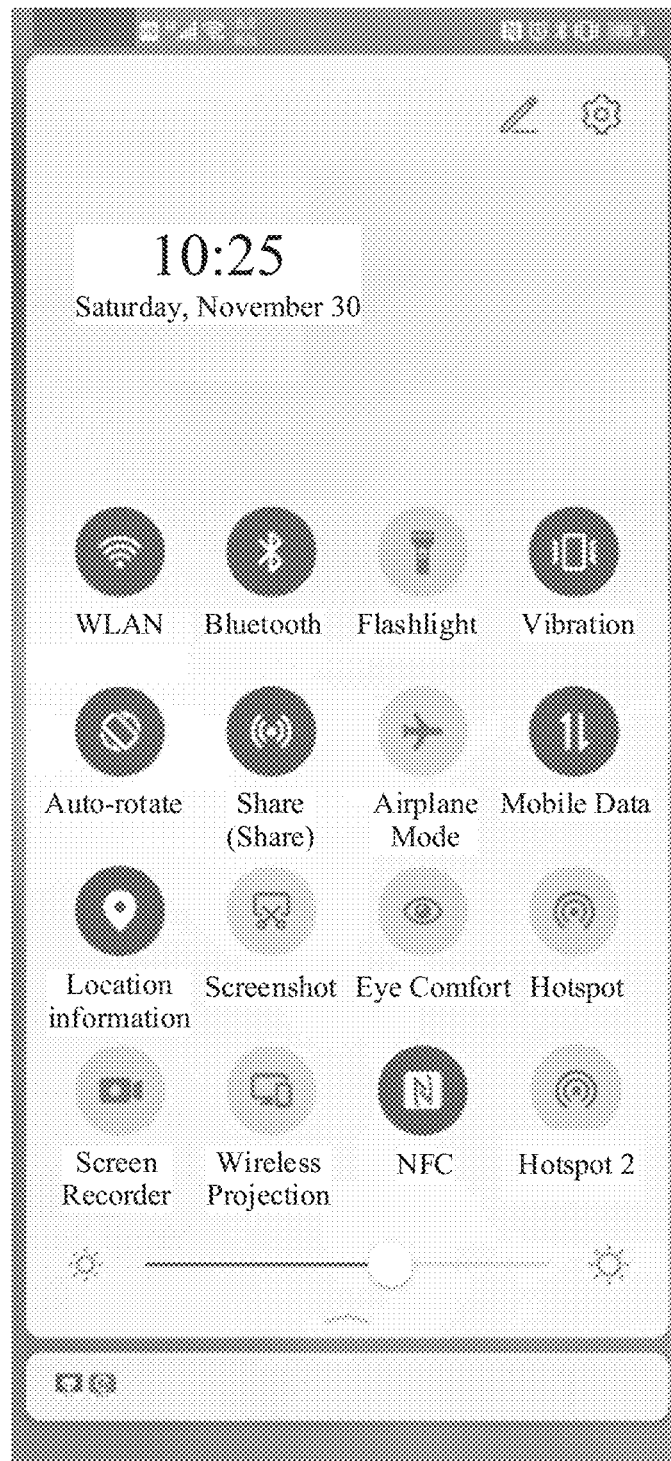 10:25
Saturday, November 30
WLAN Bluetooth Flashlight Vibration
Auto-rotate Share (Share) Airplane Mode Mobile Data
Location information Screenshot Eye Comfort Hotspot
Screen Recorder Wireless Projection NFC Hotspot 2